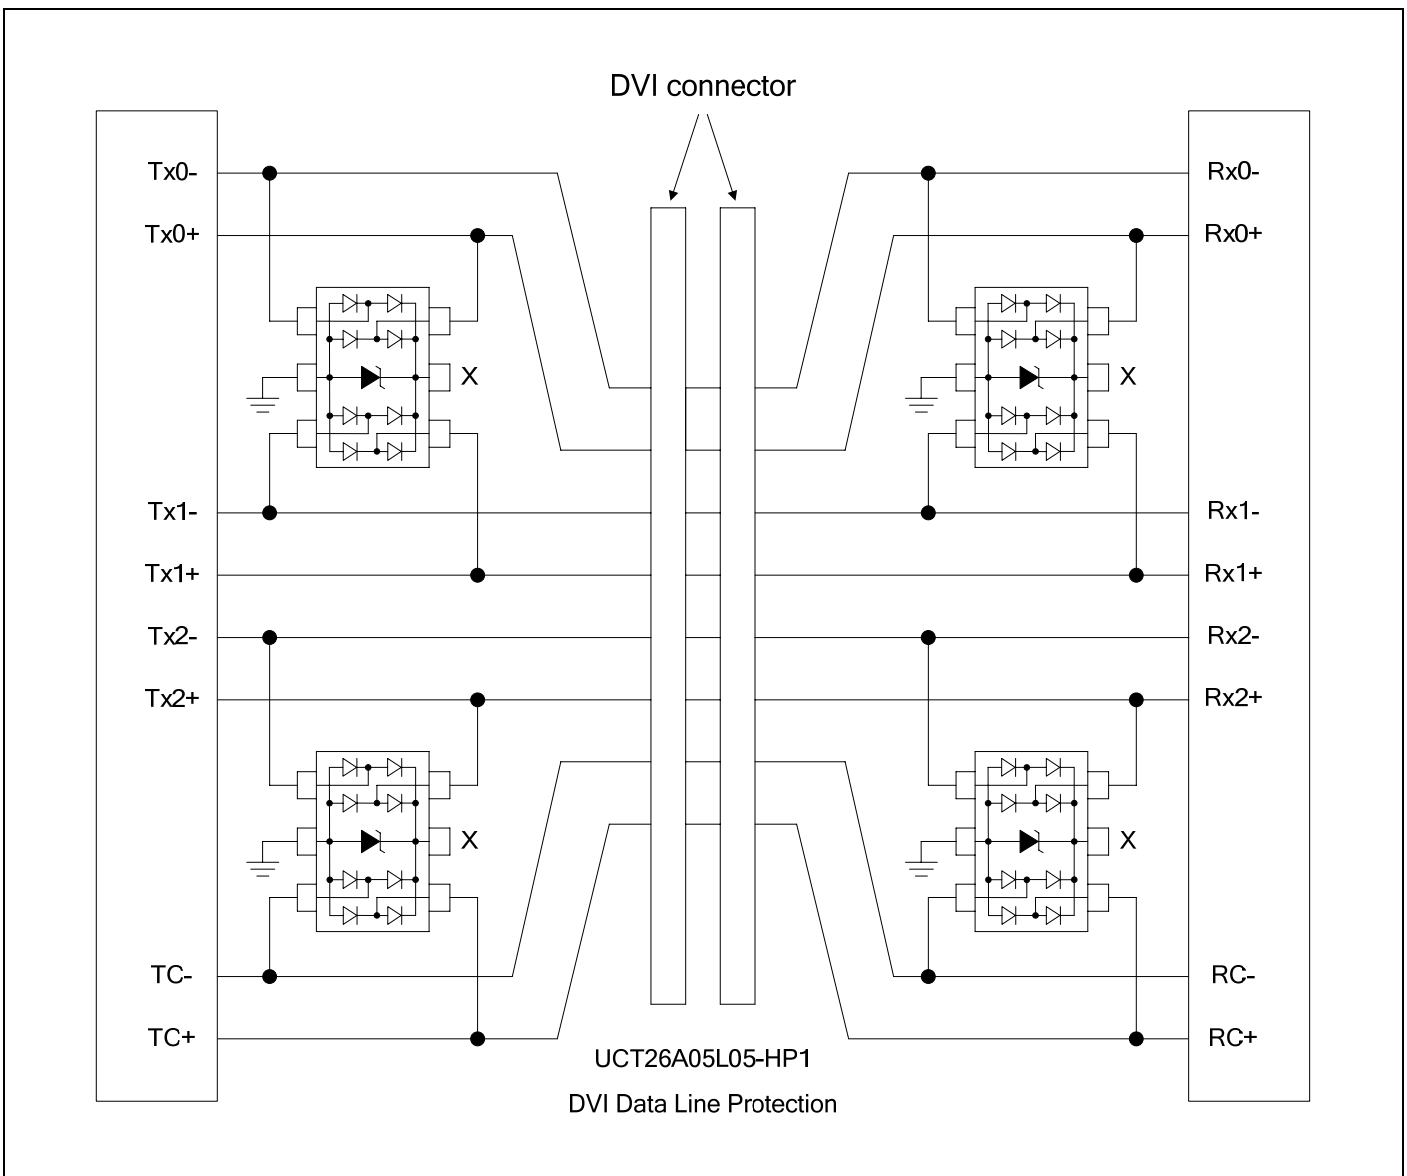 DVI connector
Tx0-
Rx0-
Tx0+
Rx0+
X
X
Tx1-
Rx1-
Tx1+
Rx1+
Tx2-
Rx2-
Tx2+
Rx2+
X
X
TC-
RC-
TC+
RC+
UCT26A05L05-HP1
DVI Data Line Protection